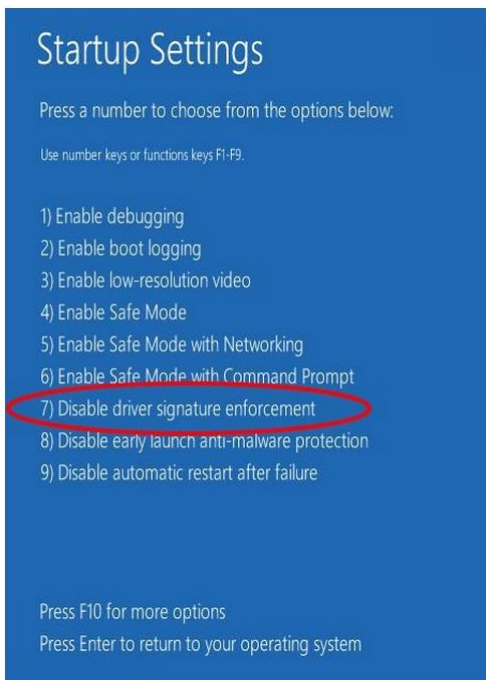 Startup Settings
Press a number to choose from the options below:
Use number keys or functions keys F1-F9.
1) Enable debugging
2) Enable boot logging
3) Enable low-resolution video
4) Enable Safe Mode
5) Enable Safe Mode with Networking
6) Enable Safe Mode with Command Prompt
7) Disable driver signature enforcement
8) Disable early launch anti-malware protection
9) Disable automatic restart after failure
Press F10 for more options
Press Enter to return to your operating system